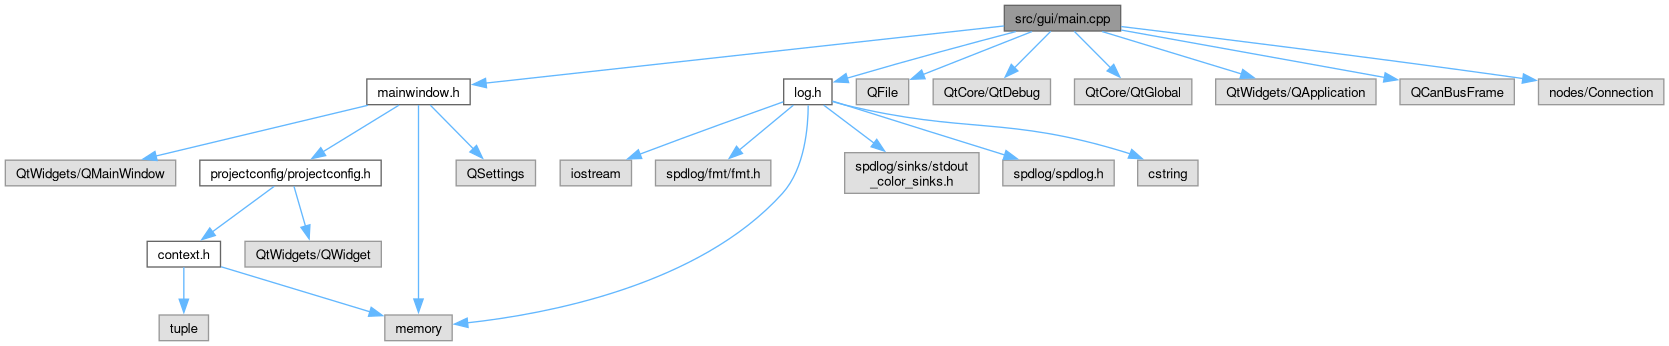 src/gui/main.cpp
mainwindow.h
log.h
QFile
QtCore/QtDebug
QtCore/QtGlobal
QtWidgets/QApplication
QCanBusFrame
nodes/Connection
QtWidgets/QMainWindow
projectconfig/projectconfig.h
QSettings
iostream
spdlog/fmt/fmt.h
spdlog/sinks/stdout
_color_sinks.h
spdlog/spdlog.h
cstring
context.h
QtWidgets/QWidget
tuple
memory